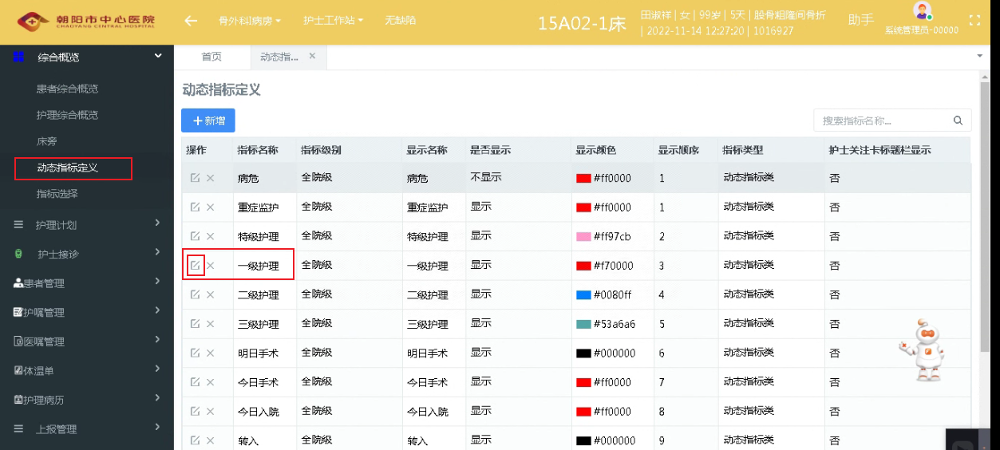 朝阳市中心医院
CHAOYANG CENTRAL HOSPITAL
骨外科I病房
护士工作站
无缺陷
15A02-1床
田淑祥 | 女 | 99岁 | 5天 | 股骨粗隆间骨折
| 2022-11-14 12:27:20 | 1016927
助手
系统管理员-00000
综合概览
患者综合概览
护理综合概览
床旁
动态指标定义
指标选择
护理计划
护士接诊
患者管理
护嘱管理
医嘱管理
体温单
护理病历
上报管理
首页
动态指... ×
动态指标定义
+ 新增
搜索指标名称...
操作 指标名称 指标级别 显示名称 是否显示 显示颜色 显示顺序 指标类型 护士关注卡标题栏显示
病危 全院级 病危 不显示 #ff0000 1 动态指标类 否
重症监护 全院级 重症监护 显示 #ff0000 1 动态指标类 否
特级护理 全院级 特级护理 显示 #ff97cb 2 动态指标类 否
一级护理 全院级 一级护理 显示 #f70000 3 动态指标类 否
二级护理 全院级 二级护理 显示 #0080ff 4 动态指标类 否
三级护理 全院级 三级护理 显示 #53a6a6 5 动态指标类 否
明日手术 全院级 明日手术 显示 #000000 6 动态指标类 否
今日手术 全院级 今日手术 显示 #ff0000 7 动态指标类 否
今日入院 全院级 今日入院 显示 #ff0000 8 动态指标类 否
转入 全院级 转入 显示 #000000 9 动态指标类 否